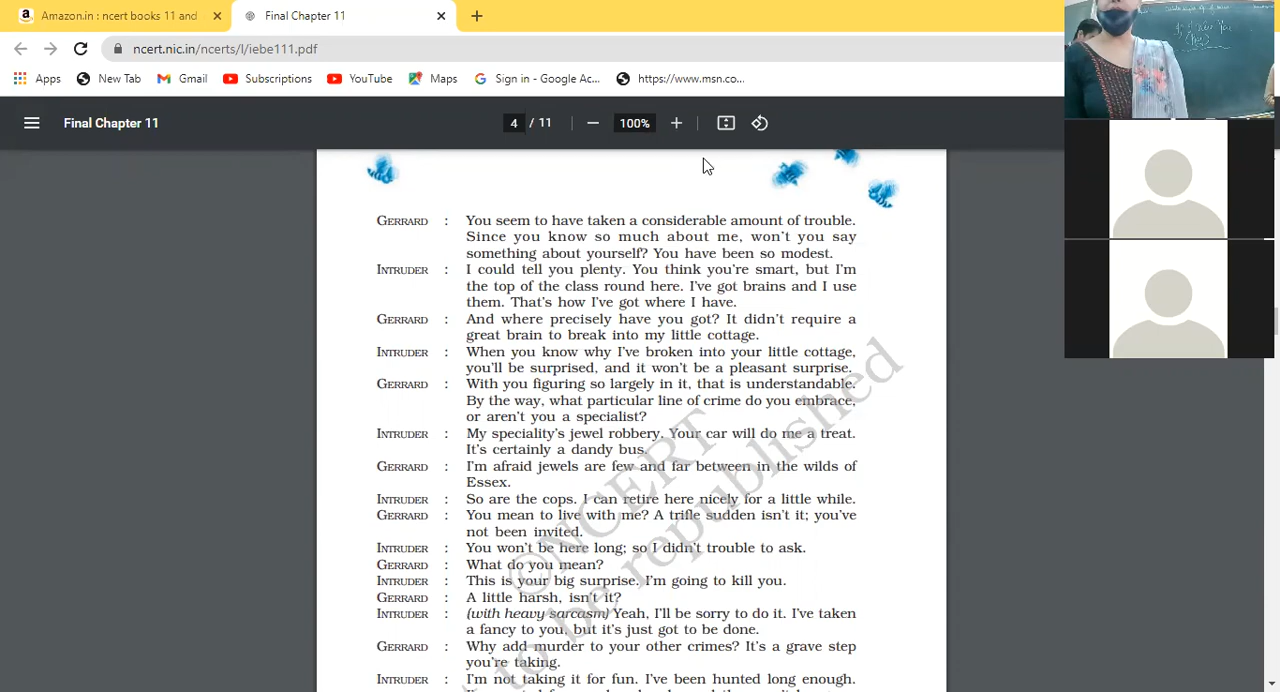 Amazon.in : ncert books 11 and
Final Chapter 11
ncert.nic.in/ncerts/l/iebe111.pdf
Apps New Tab Gmail Subscriptions YouTube Maps Sign in - Google Ac... https://www.msn.co...
Final Chapter 11
4 / 11
100%
GERRARD : You seem to have taken a considerable amount of trouble.
Since you know so much about me, won't you say
something about yourself? You have been so modest.
INTRUDER : I could tell you plenty. You think you're smart, but I'm
the top of the class round here. I've got brains and I use
them. That's how I've got where I have.
GERRARD : And where precisely have you got? It didn't require a
great brain to break into my little cottage.
INTRUDER : When you know why I've broken into your little cottage,
you'll be surprised, and it won't be a pleasant surprise.
GERRARD : With you figuring so largely in it, that is understandable.
By the way, what particular line of crime do you embrace,
or aren't you a specialist?
INTRUDER : My speciality's jewel robbery. Your car will do me a treat.
It's certainly a dandy bus.
GERRARD : I'm afraid jewels are few and far between in the wilds of
Essex.
INTRUDER : So are the cops. I can retire here nicely for a little while.
GERRARD : You mean to live with me? A trifle sudden isn't it; you've
not been invited.
INTRUDER : You won't be here long; so I didn't trouble to ask.
GERRARD : What do you mean?
INTRUDER : This is your big surprise. I'm going to kill you.
GERRARD : A little harsh, isn't it?
INTRUDER : (with heavy sarcasm) Yeah, I'll be sorry to do it. I've taken
a fancy to you, but it's just got to be done.
GERRARD : Why add murder to your other crimes? It's a grave step
you're taking.
INTRUDER : I'm not taking it for fun. I've been hunted long enough.
©NCERT
to be republished